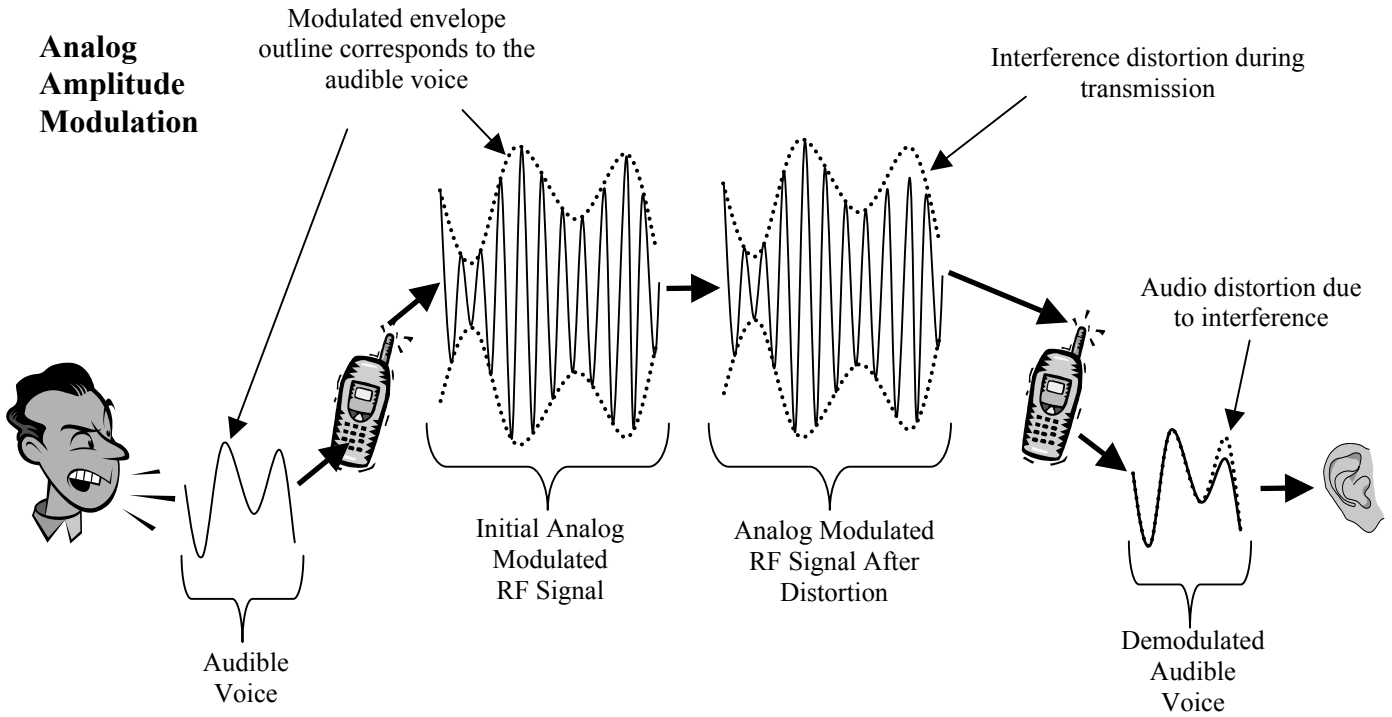 Analog
Amplitude
Modulation
Modulated envelope
outline corresponds to the
audible voice
Interference distortion during
transmission
Audio distortion due
to interference
Initial Analog
Modulated
RF Signal
Analog Modulated
RF Signal After
Distortion
Audible
Voice
Demodulated
Audible
Voice